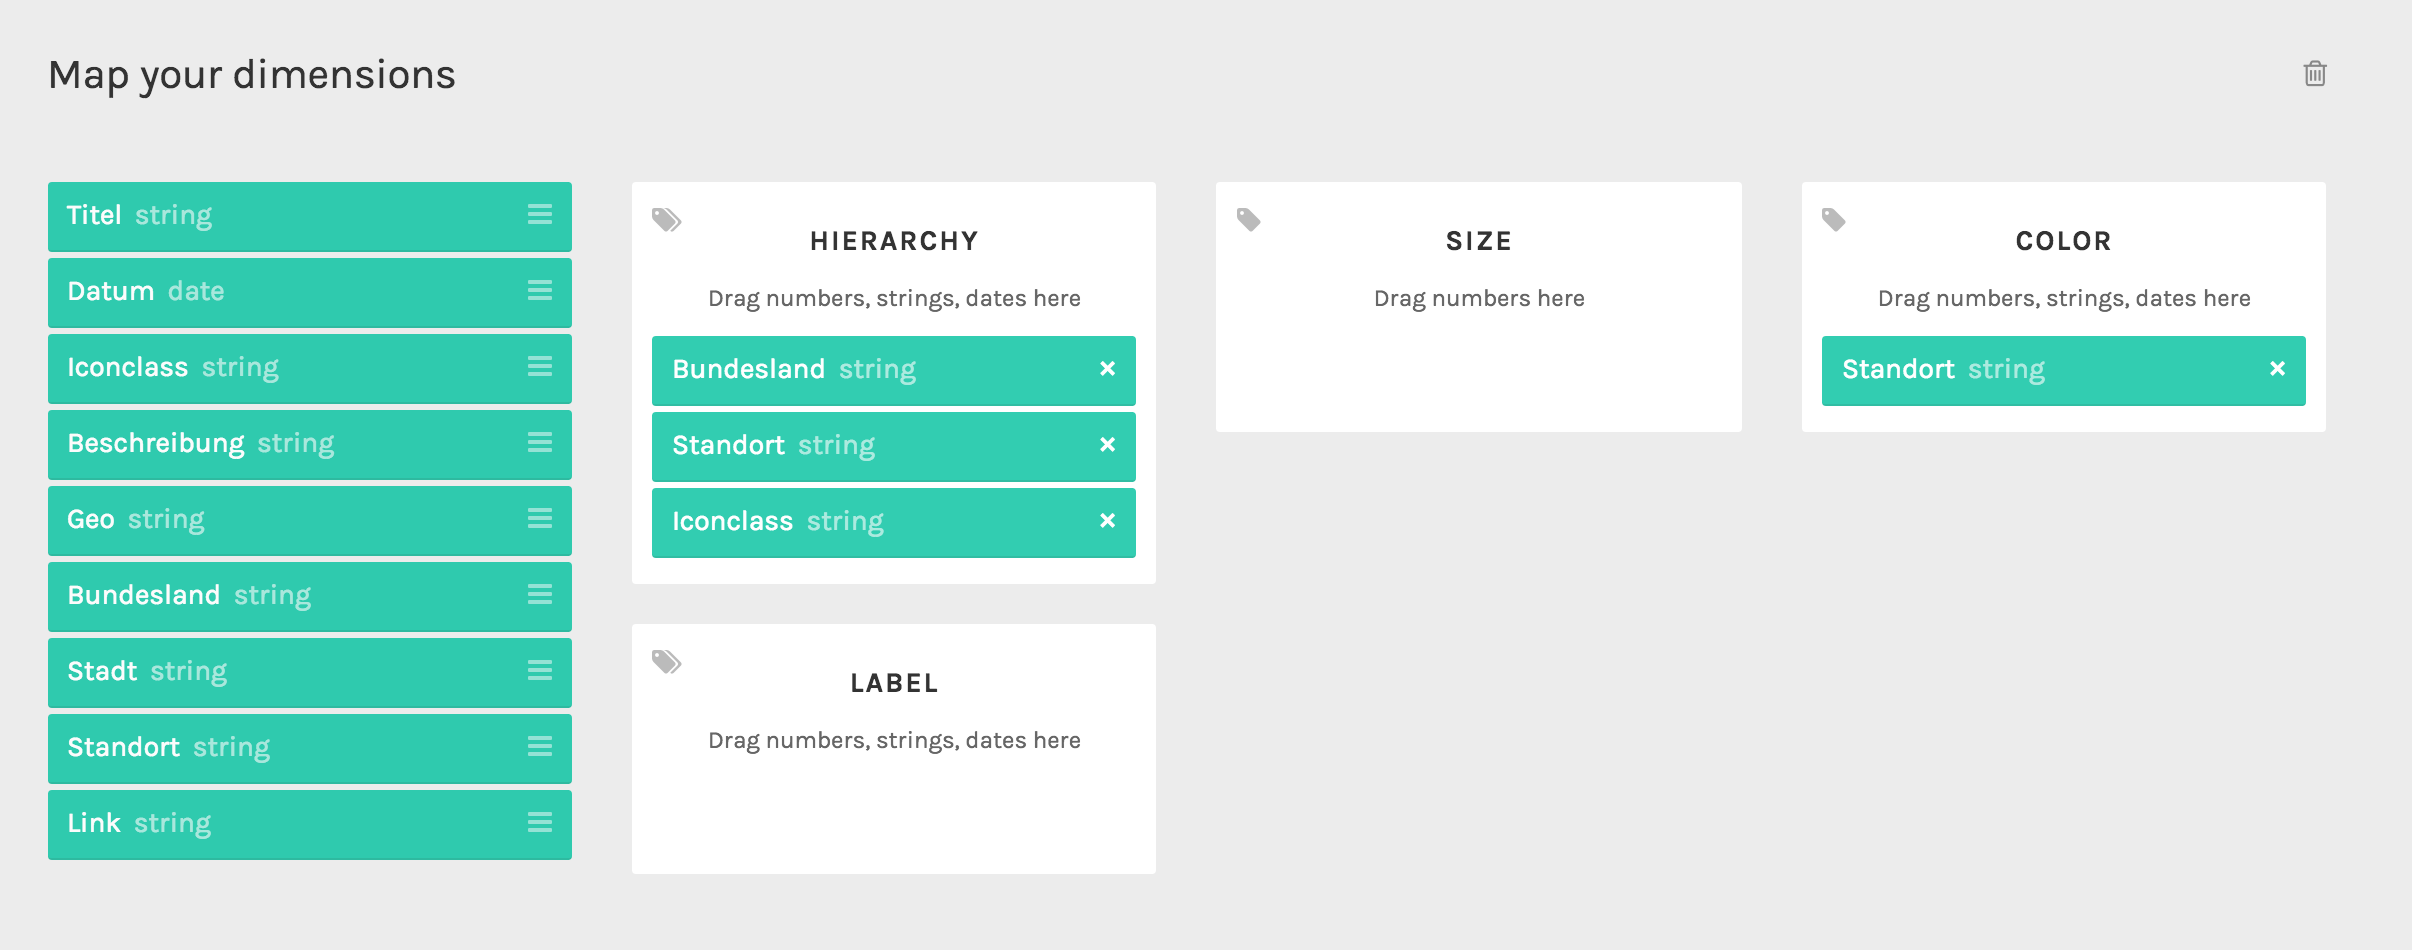 Map your dimensions
Titel string
Datum date
Iconclass string
Beschreibung string
Geo string
Bundesland string
Stadt string
Standort string
Link string
HIERARCHY
Drag numbers, strings, dates here
Bundesland string
Standort string
Iconclass string
LABEL
Drag numbers, strings, dates here
SIZE
Drag numbers here
COLOR
Drag numbers, strings, dates here
Standort string